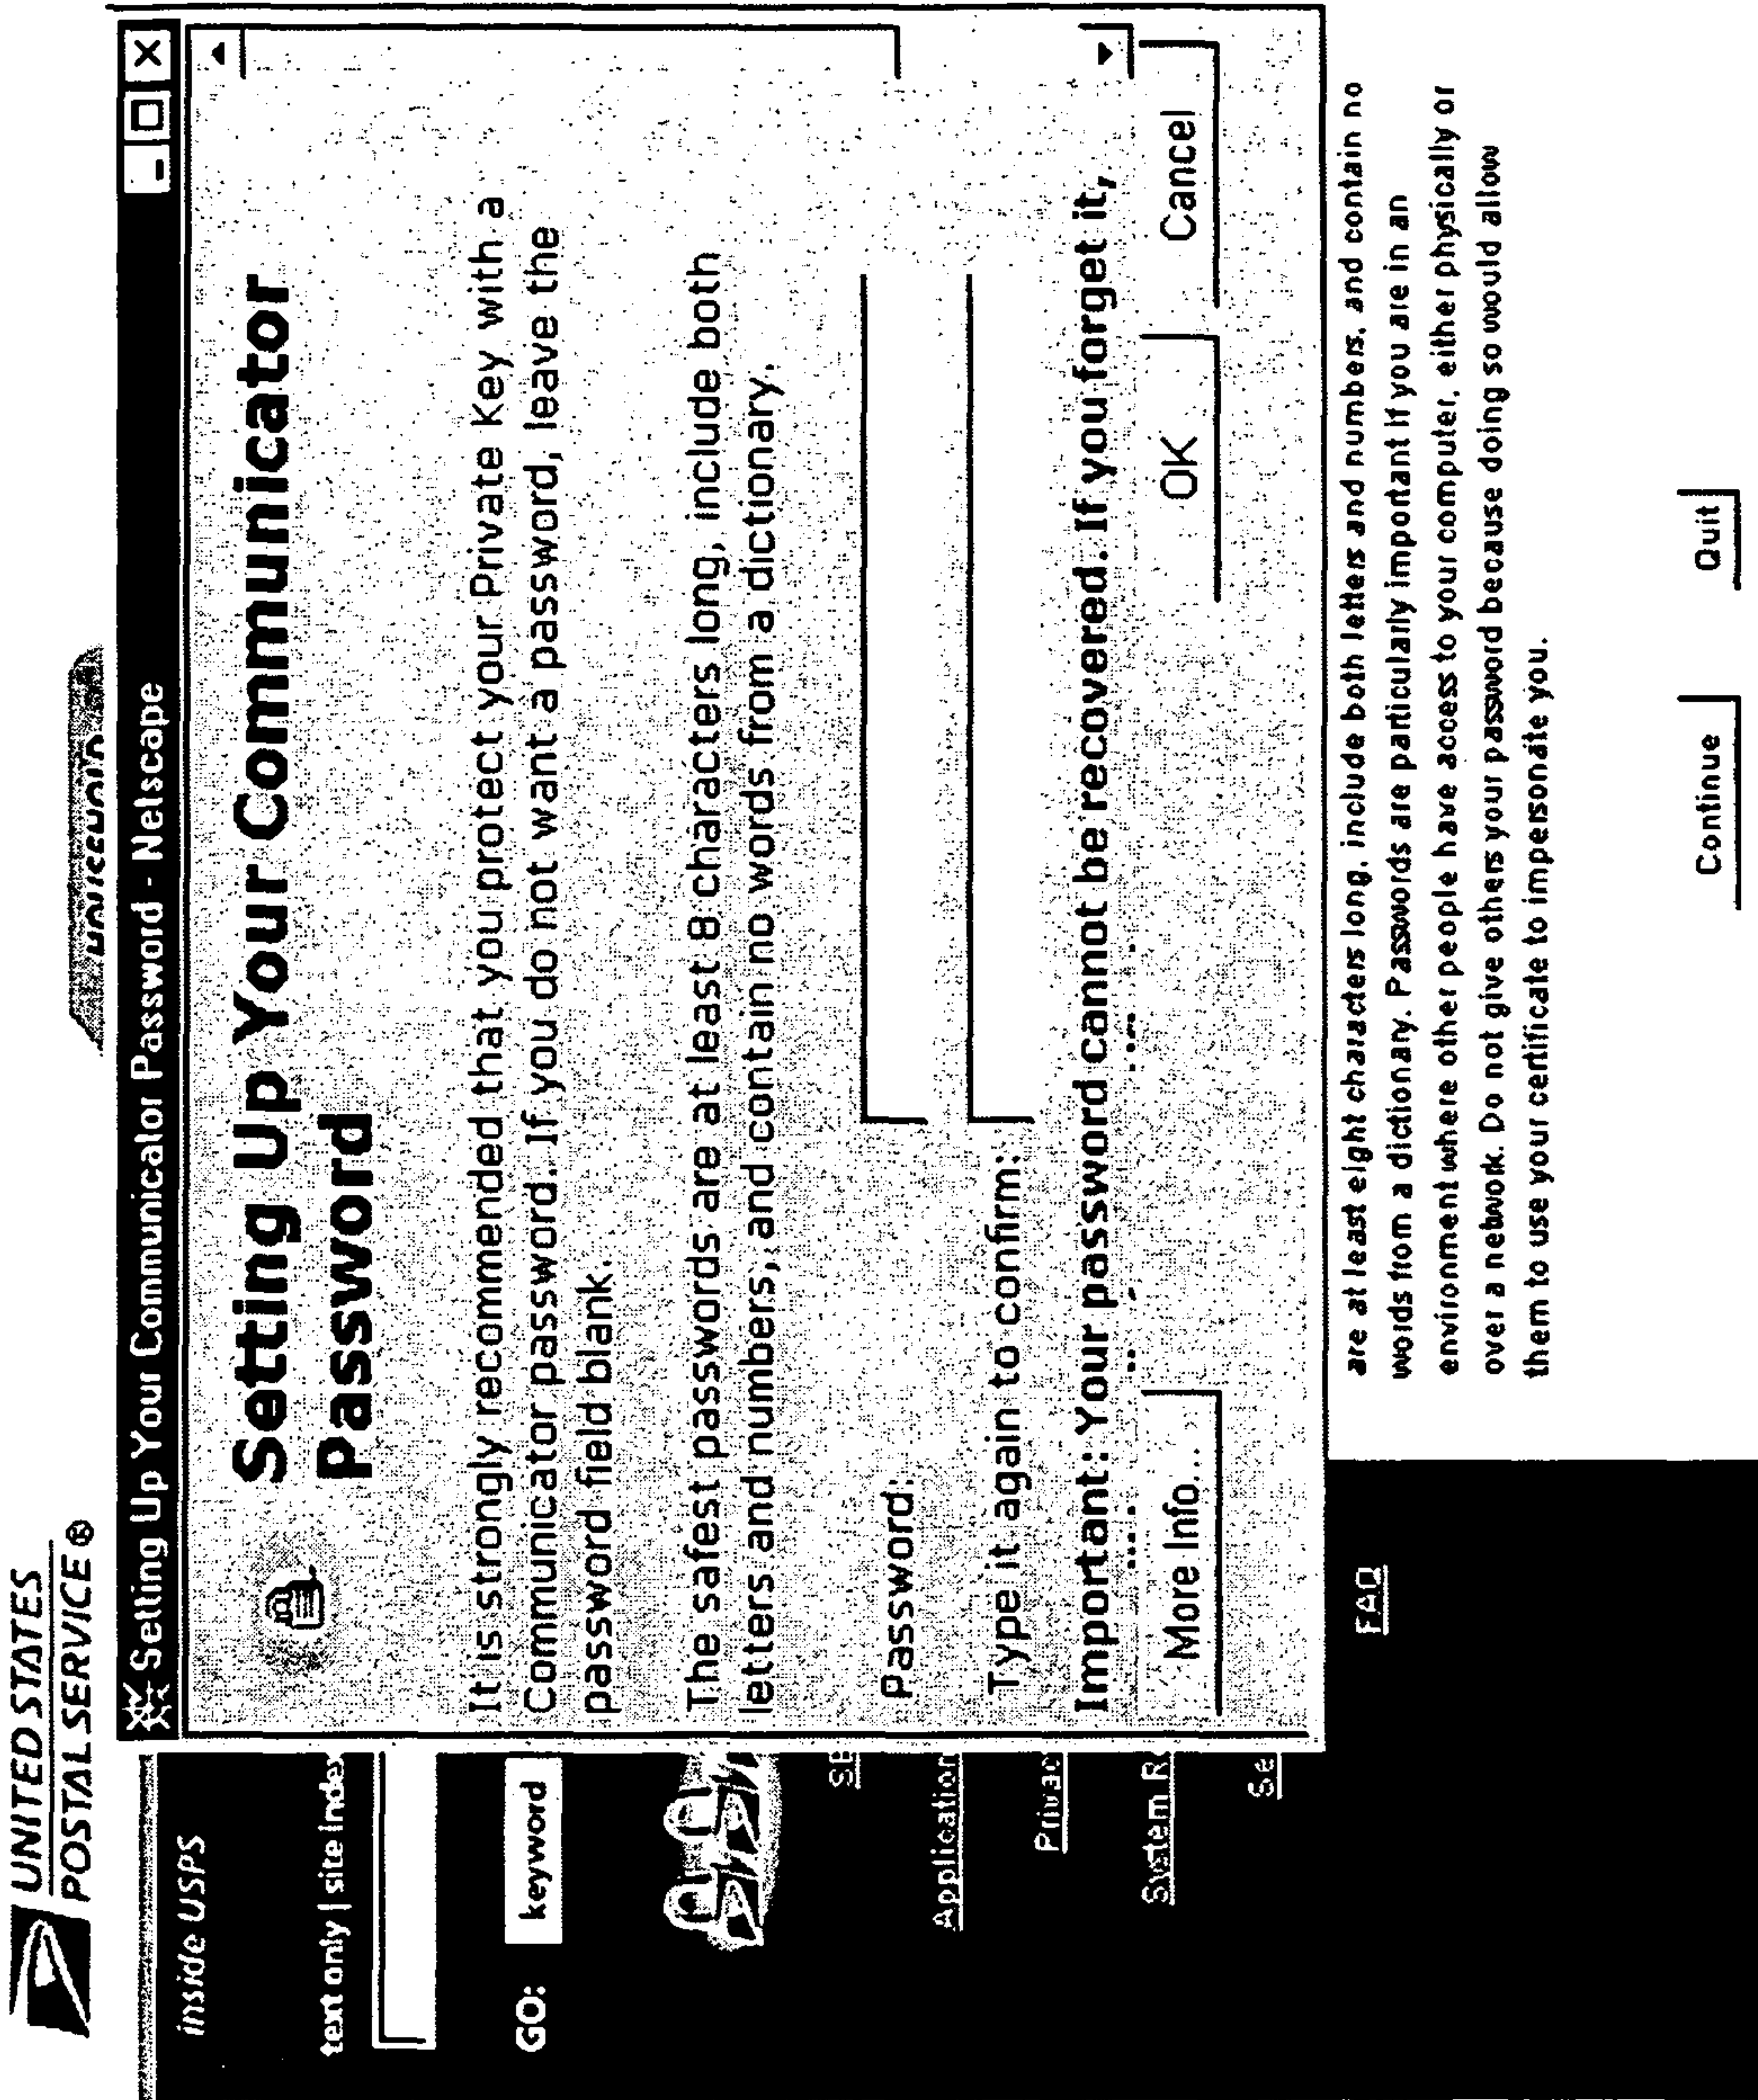 UNITED STATES
POSTAL SERVICE®
Setting Up Your Communicator Password - Netscape
inside USPS
text only | site index
GO: keyword
Application
Privac
System R
Se
FAQ
Setting Up Your Communicator
Password
It is strongly recommended that you protect your Private Key with a
Communicator password. If you do not want a password, leave the
password field blank.
The safest passwords are at least 8 characters long, include both
letters and numbers, and contain no words from a dictionary.
Password:
Type it again to confirm:
Important: Your password cannot be recovered. If you forget it,
More Info... OK Cancel
are at least eight characters long, include both letters and numbers, and contain no
words from a dictionary. Passwords are particularly important if you are in an
environment where other people have access to your computer, either physically or
over a network. Do not give others your password because doing so would allow
them to use your certificate to impersonate you.
Continue Quit